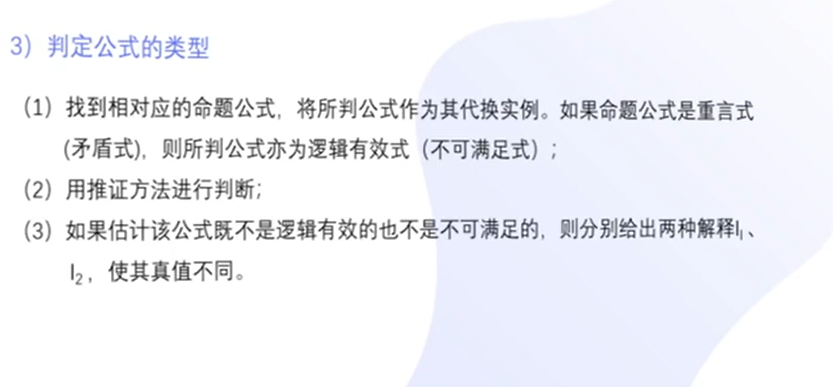 3）判定公式的类型
（1）找到相对应的命题公式，将所判公式作为其代换实例。如果命题公式是重言式
(矛盾式)，则所判公式亦为逻辑有效式（不可满足式）;
（2）用推证方法进行判断;
（3）如果估计该公式既不是逻辑有效的也不是不可满足的，则分别给出两种解释I₁、
I₂，使其真值不同。